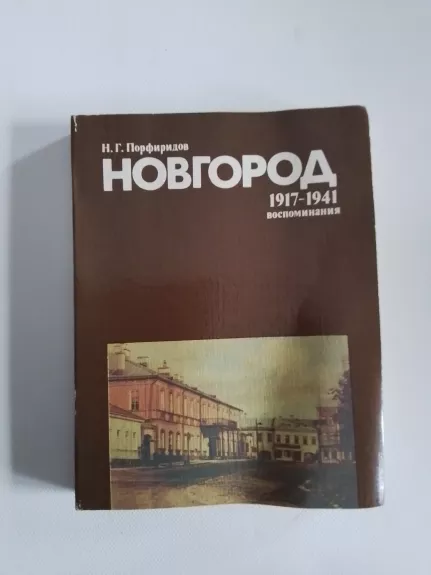 Н. Г. Порфиридов
НОВГОРОД
1917–1941
воспоминания